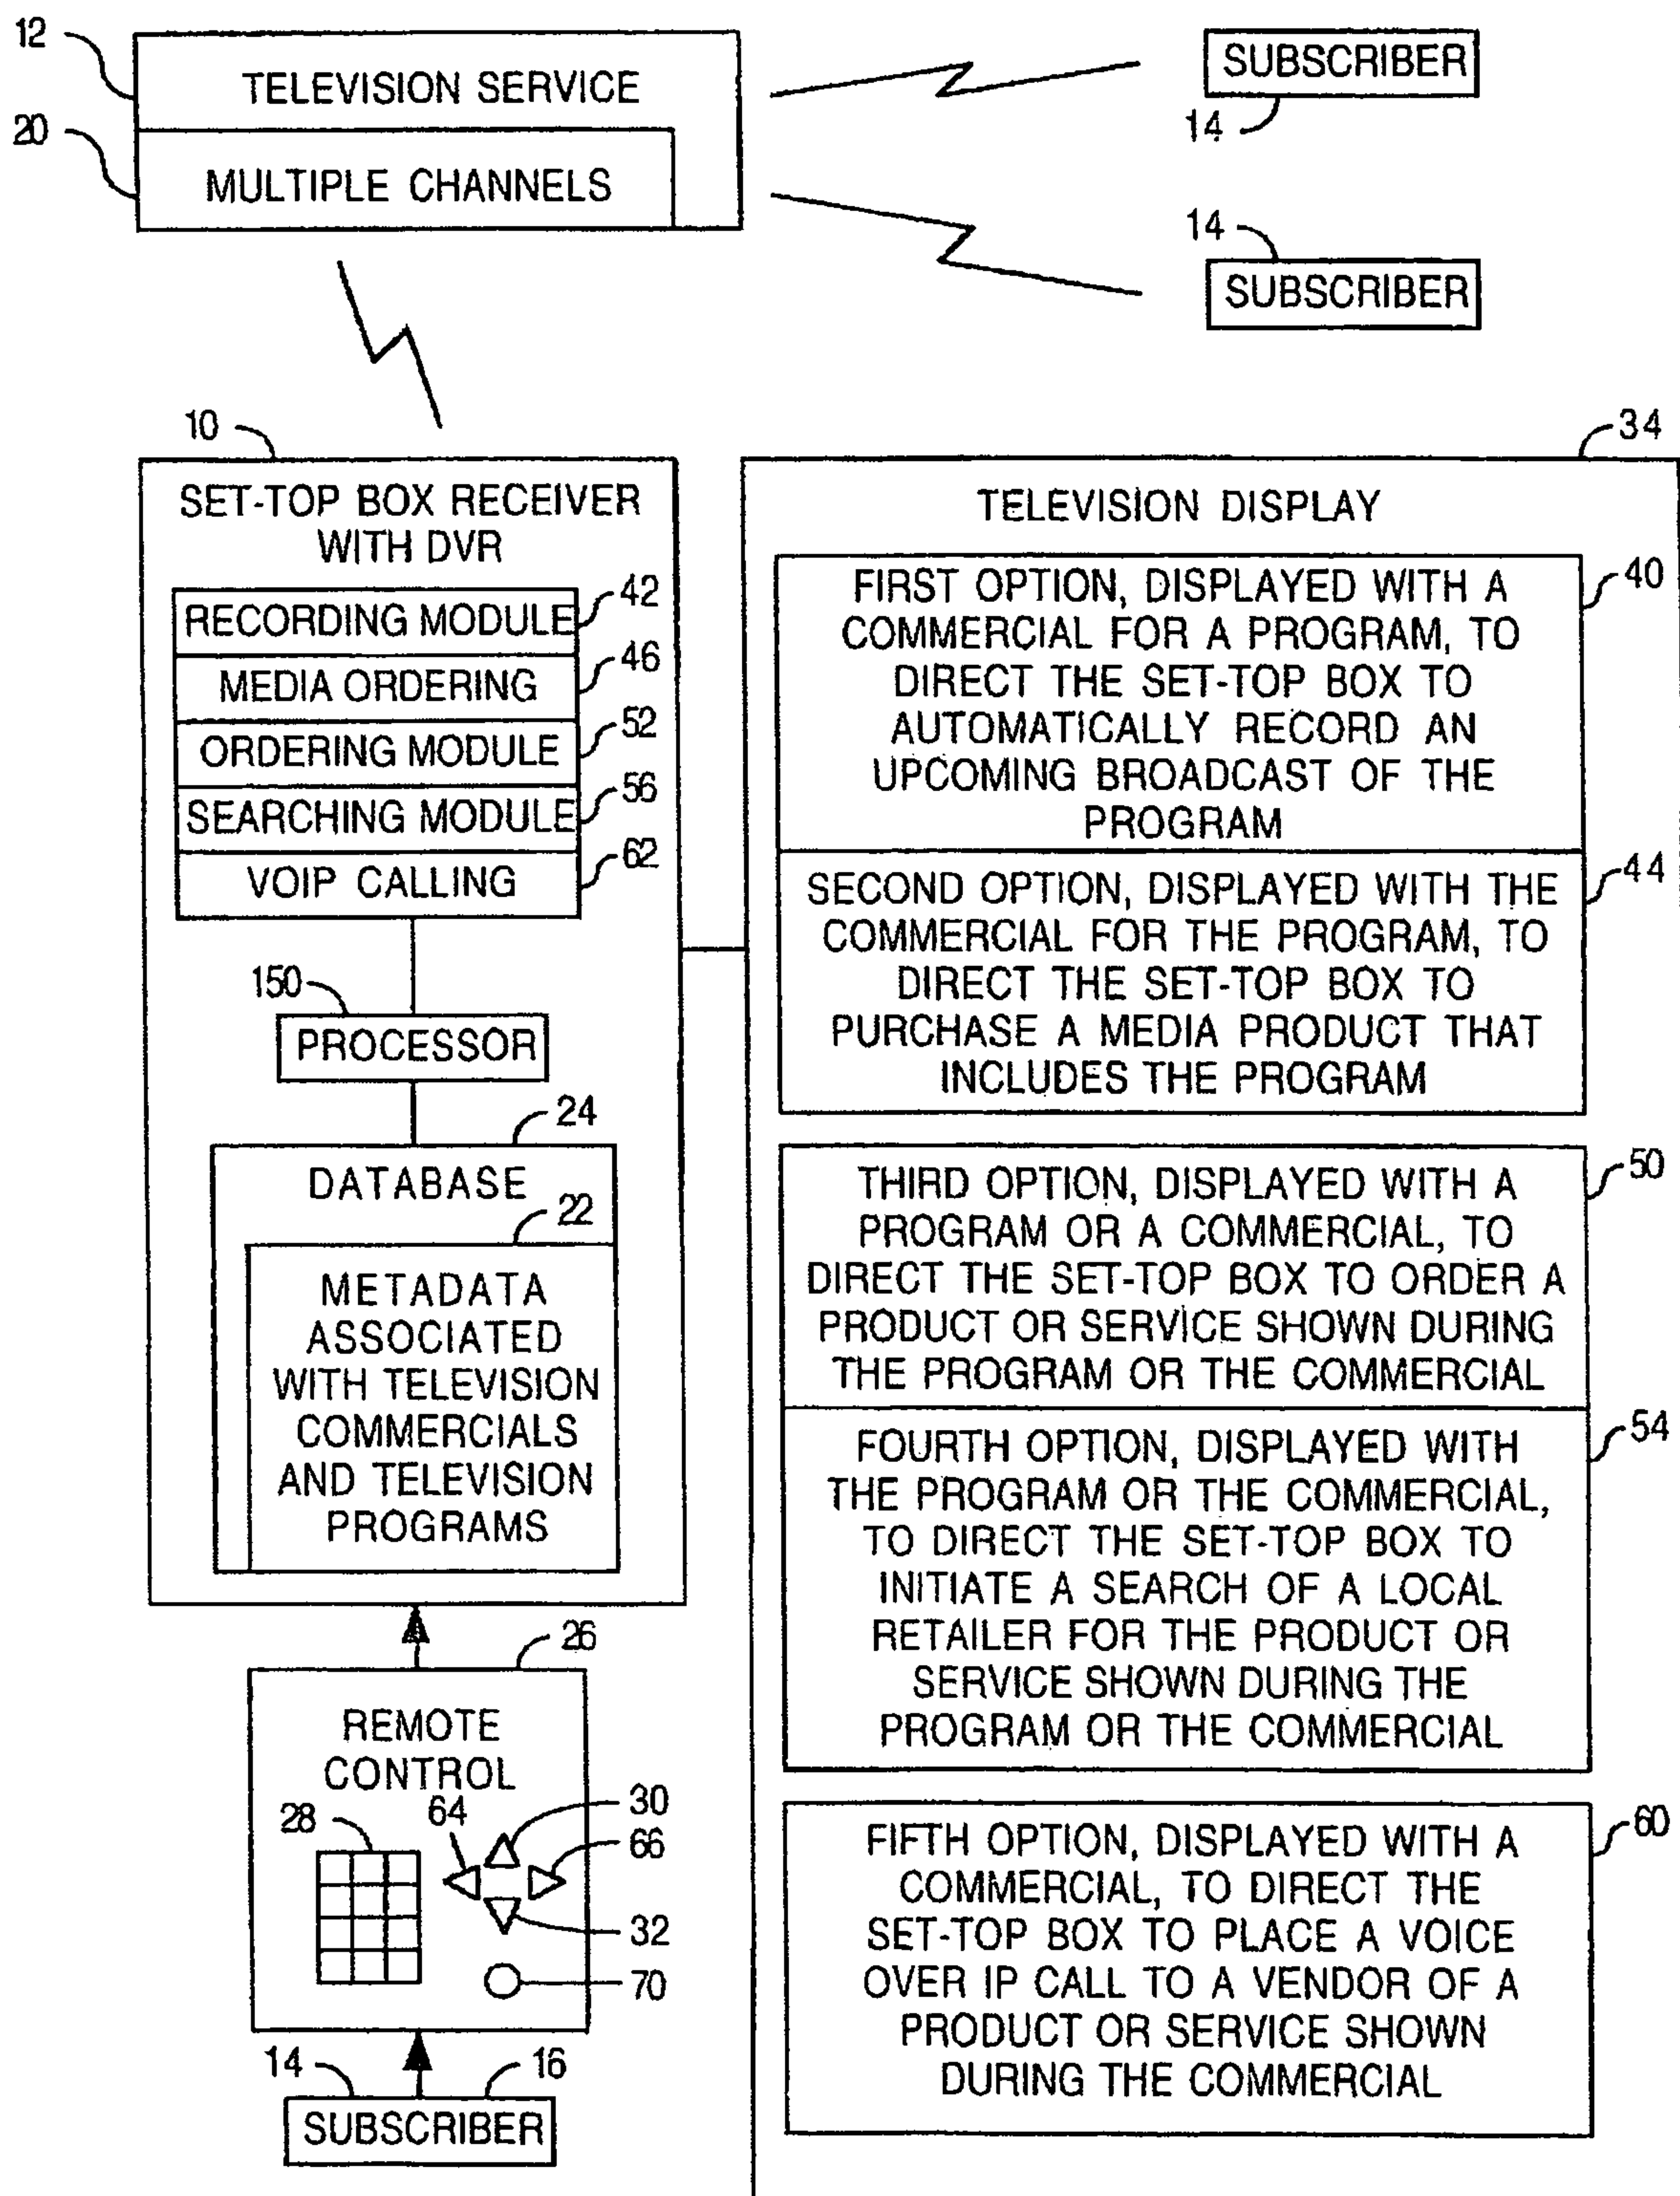 12
TELEVISION SERVICE
20
MULTIPLE CHANNELS
SUBSCRIBER
14
14
SUBSCRIBER
10
SET-TOP BOX RECEIVER
WITH DVR
RECORDING MODULE
42
MEDIA ORDERING
46
ORDERING MODULE
52
SEARCHING MODULE
56
VOIP CALLING
62
150
PROCESSOR
24
DATABASE
22
METADATA
ASSOCIATED
WITH TELEVISION
COMMERCIALS
AND TELEVISION
PROGRAMS
26
REMOTE
CONTROL
28
64
30
66
32
70
14
16
SUBSCRIBER
34
TELEVISION DISPLAY
40
FIRST OPTION, DISPLAYED WITH A
COMMERCIAL FOR A PROGRAM, TO
DIRECT THE SET-TOP BOX TO
AUTOMATICALLY RECORD AN
UPCOMING BROADCAST OF THE
PROGRAM
44
SECOND OPTION, DISPLAYED WITH THE
COMMERCIAL FOR THE PROGRAM, TO
DIRECT THE SET-TOP BOX TO
PURCHASE A MEDIA PRODUCT THAT
INCLUDES THE PROGRAM
50
THIRD OPTION, DISPLAYED WITH A
PROGRAM OR A COMMERCIAL, TO
DIRECT THE SET-TOP BOX TO ORDER A
PRODUCT OR SERVICE SHOWN DURING
THE PROGRAM OR THE COMMERCIAL
54
FOURTH OPTION, DISPLAYED WITH
THE PROGRAM OR THE COMMERCIAL,
TO DIRECT THE SET-TOP BOX TO
INITIATE A SEARCH OF A LOCAL
RETAILER FOR THE PRODUCT OR
SERVICE SHOWN DURING THE
PROGRAM OR THE COMMERCIAL
60
FIFTH OPTION, DISPLAYED WITH A
COMMERCIAL, TO DIRECT THE
SET-TOP BOX TO PLACE A VOICE
OVER IP CALL TO A VENDOR OF A
PRODUCT OR SERVICE SHOWN
DURING THE COMMERCIAL